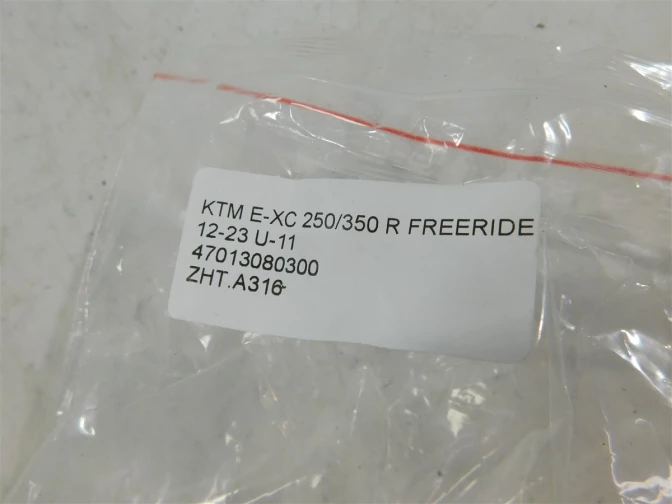 KTM E-XC 250/350 R FREERIDE
12-23 U-11
47013080300
ZHT.A316